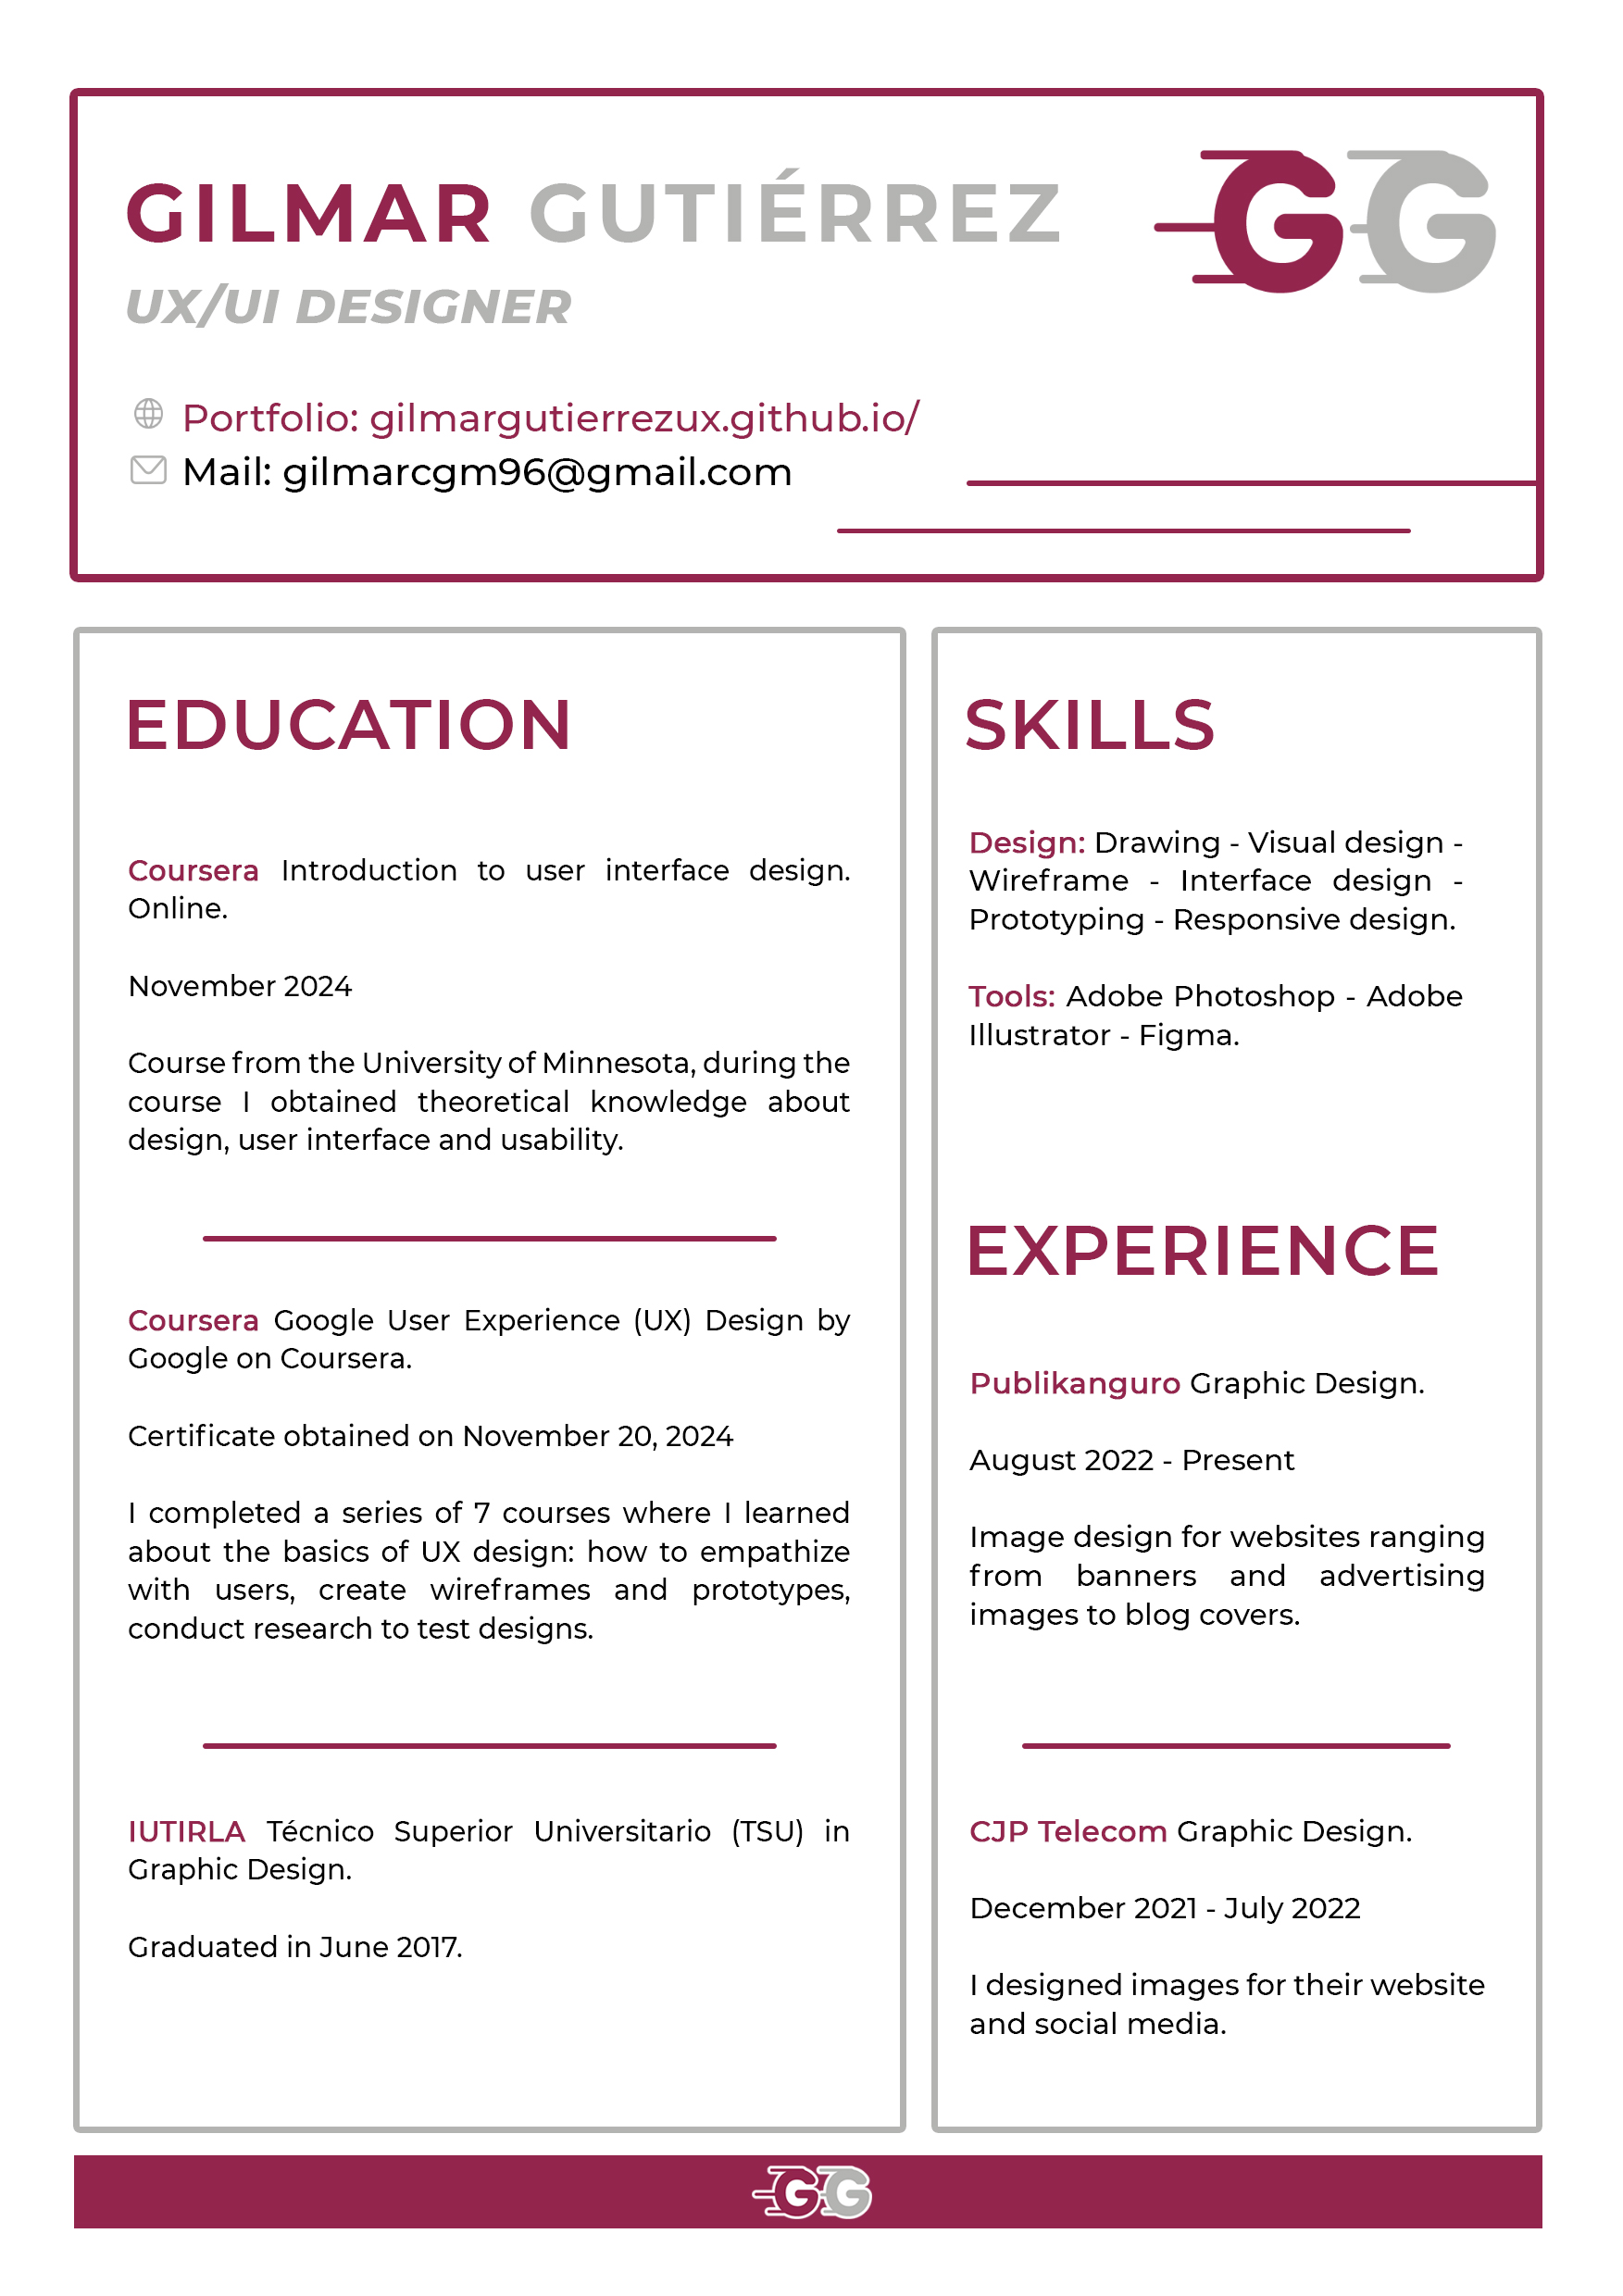 GILMAR GUTIÉRREZ
GG
UX/UI DESIGNER
Portfolio: gilmargutierrezux.github.io/
Mail: gilmarcgm96@gmail.com
EDUCATION
Coursera Introduction to user interface design.
Online.
November 2024
Course from the University of Minnesota, during the
course I obtained theoretical knowledge about
design, user interface and usability.
Coursera Google User Experience (UX) Design by
Google on Coursera.
Certificate obtained on November 20, 2024
I completed a series of 7 courses where I learned
about the basics of UX design: how to empathize
with users, create wireframes and prototypes,
conduct research to test designs.
IUTIRLA Técnico Superior Universitario (TSU) in
Graphic Design.
Graduated in June 2017.
SKILLS
Design: Drawing - Visual design -
Wireframe - Interface design -
Prototyping - Responsive design.
Tools: Adobe Photoshop - Adobe
Illustrator - Figma.
EXPERIENCE
Publikanguro Graphic Design.
August 2022 - Present
Image design for websites ranging
from banners and advertising
images to blog covers.
CJP Telecom Graphic Design.
December 2021 - July 2022
I designed images for their website
and social media.
GG